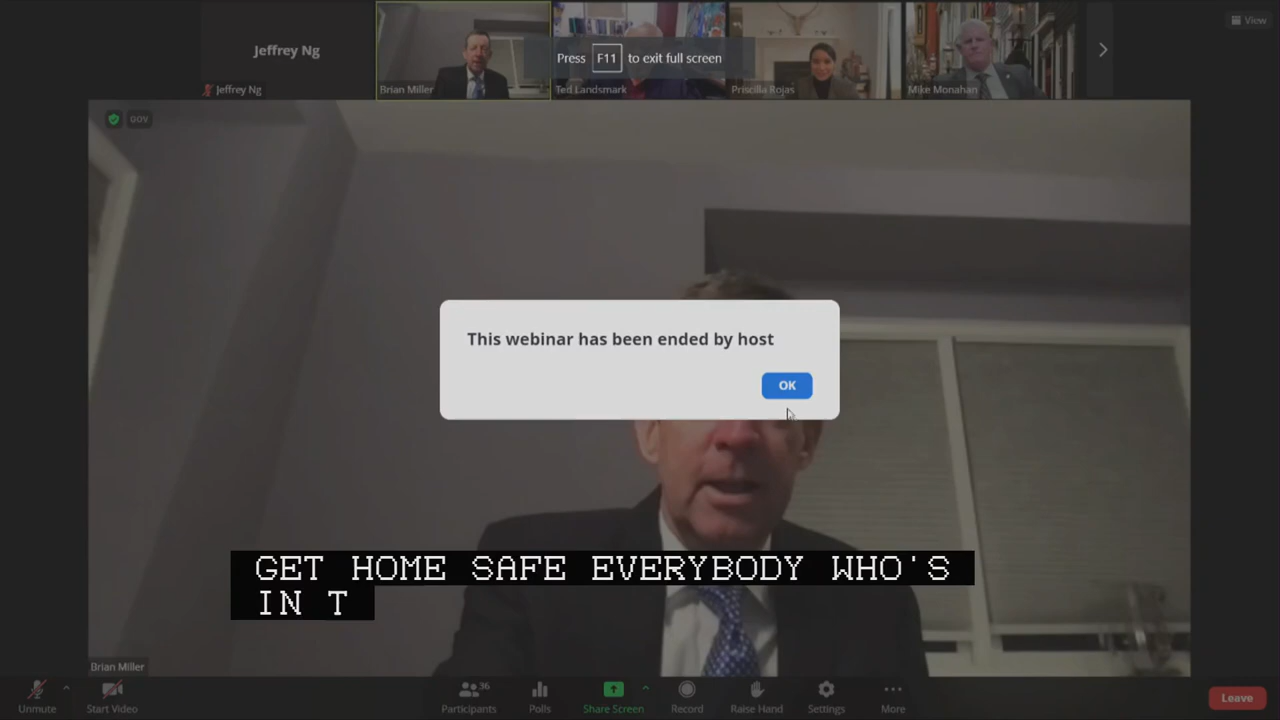 View
Jeffrey Ng
Jeffrey Ng
Brian Miller
Press F11 to exit full screen
Ted Landsmark
Priscilla Rojas
Mike Monahan
GOV
This webinar has been ended by host
OK
GET HOME SAFE EVERYBODY WHO'S
IN T
Brian Miller
Unmute
Start Video
36
Participants
Polls
Share Screen
Record
Raise Hand
Settings
More
Leave